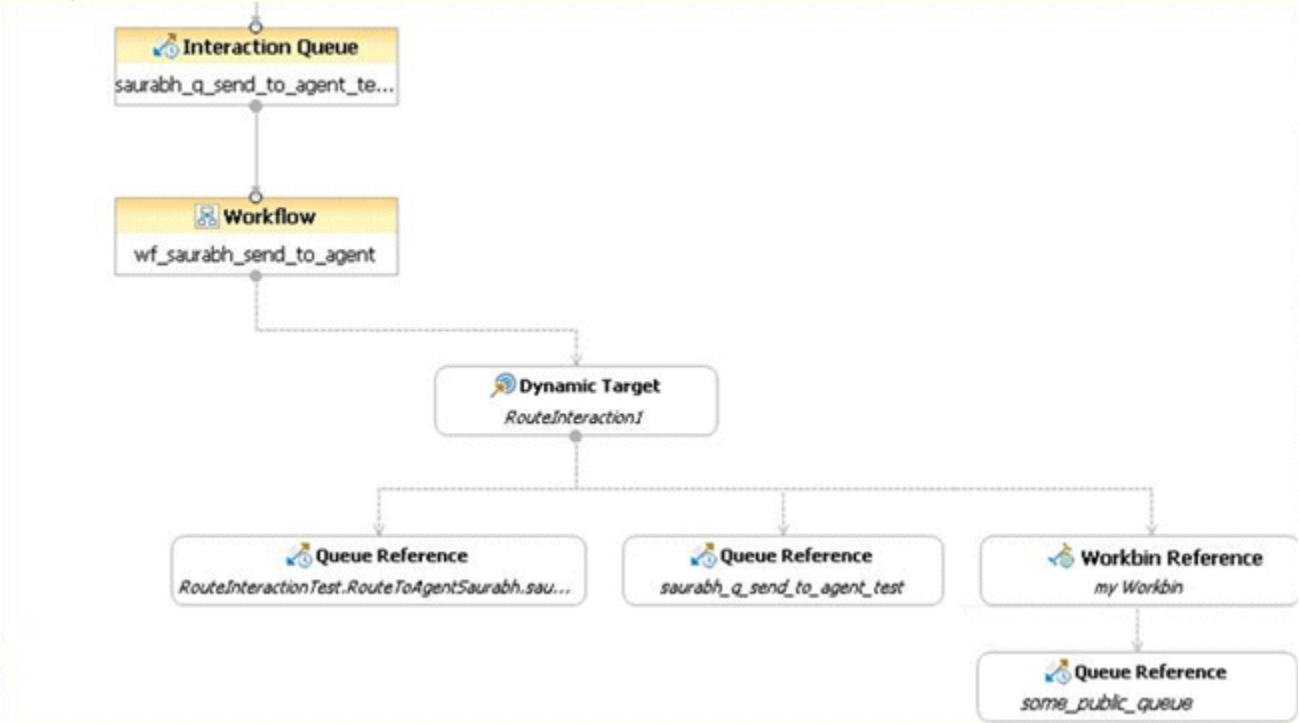 Interaction Queue
saurabh_q_send_to_agent_te...
Workflow
wf_saurabh_send_to_agent
Dynamic Target
RouteInteraction1
Queue Reference
RouteInteractionTest.RouteToAgentSaurabh.sau...
Queue Reference
saurabh_q_send_to_agent_test
Workbin Reference
my Workbin
Queue Reference
some_public_queue